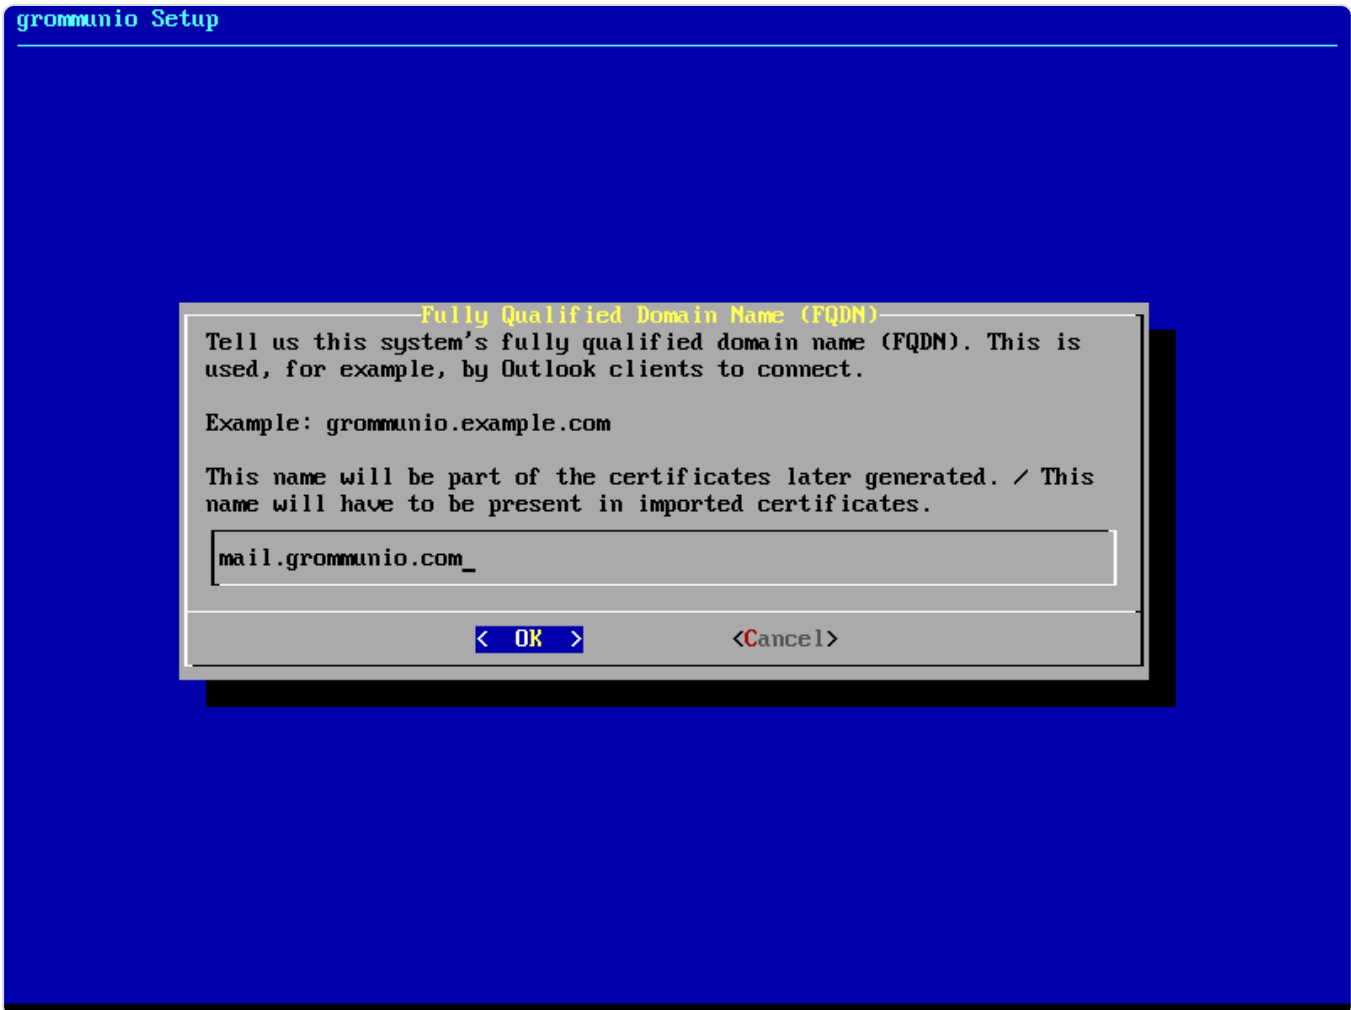 grommunio Setup
Fully Qualified Domain Name (FQDN)
Tell us this system's fully qualified domain name (FQDN). This is
used, for example, by Outlook clients to connect.
Example: grommunio.example.com
This name will be part of the certificates later generated. / This
name will have to be present in imported certificates.
mail.grommunio.com_
< OK > <Cancel>